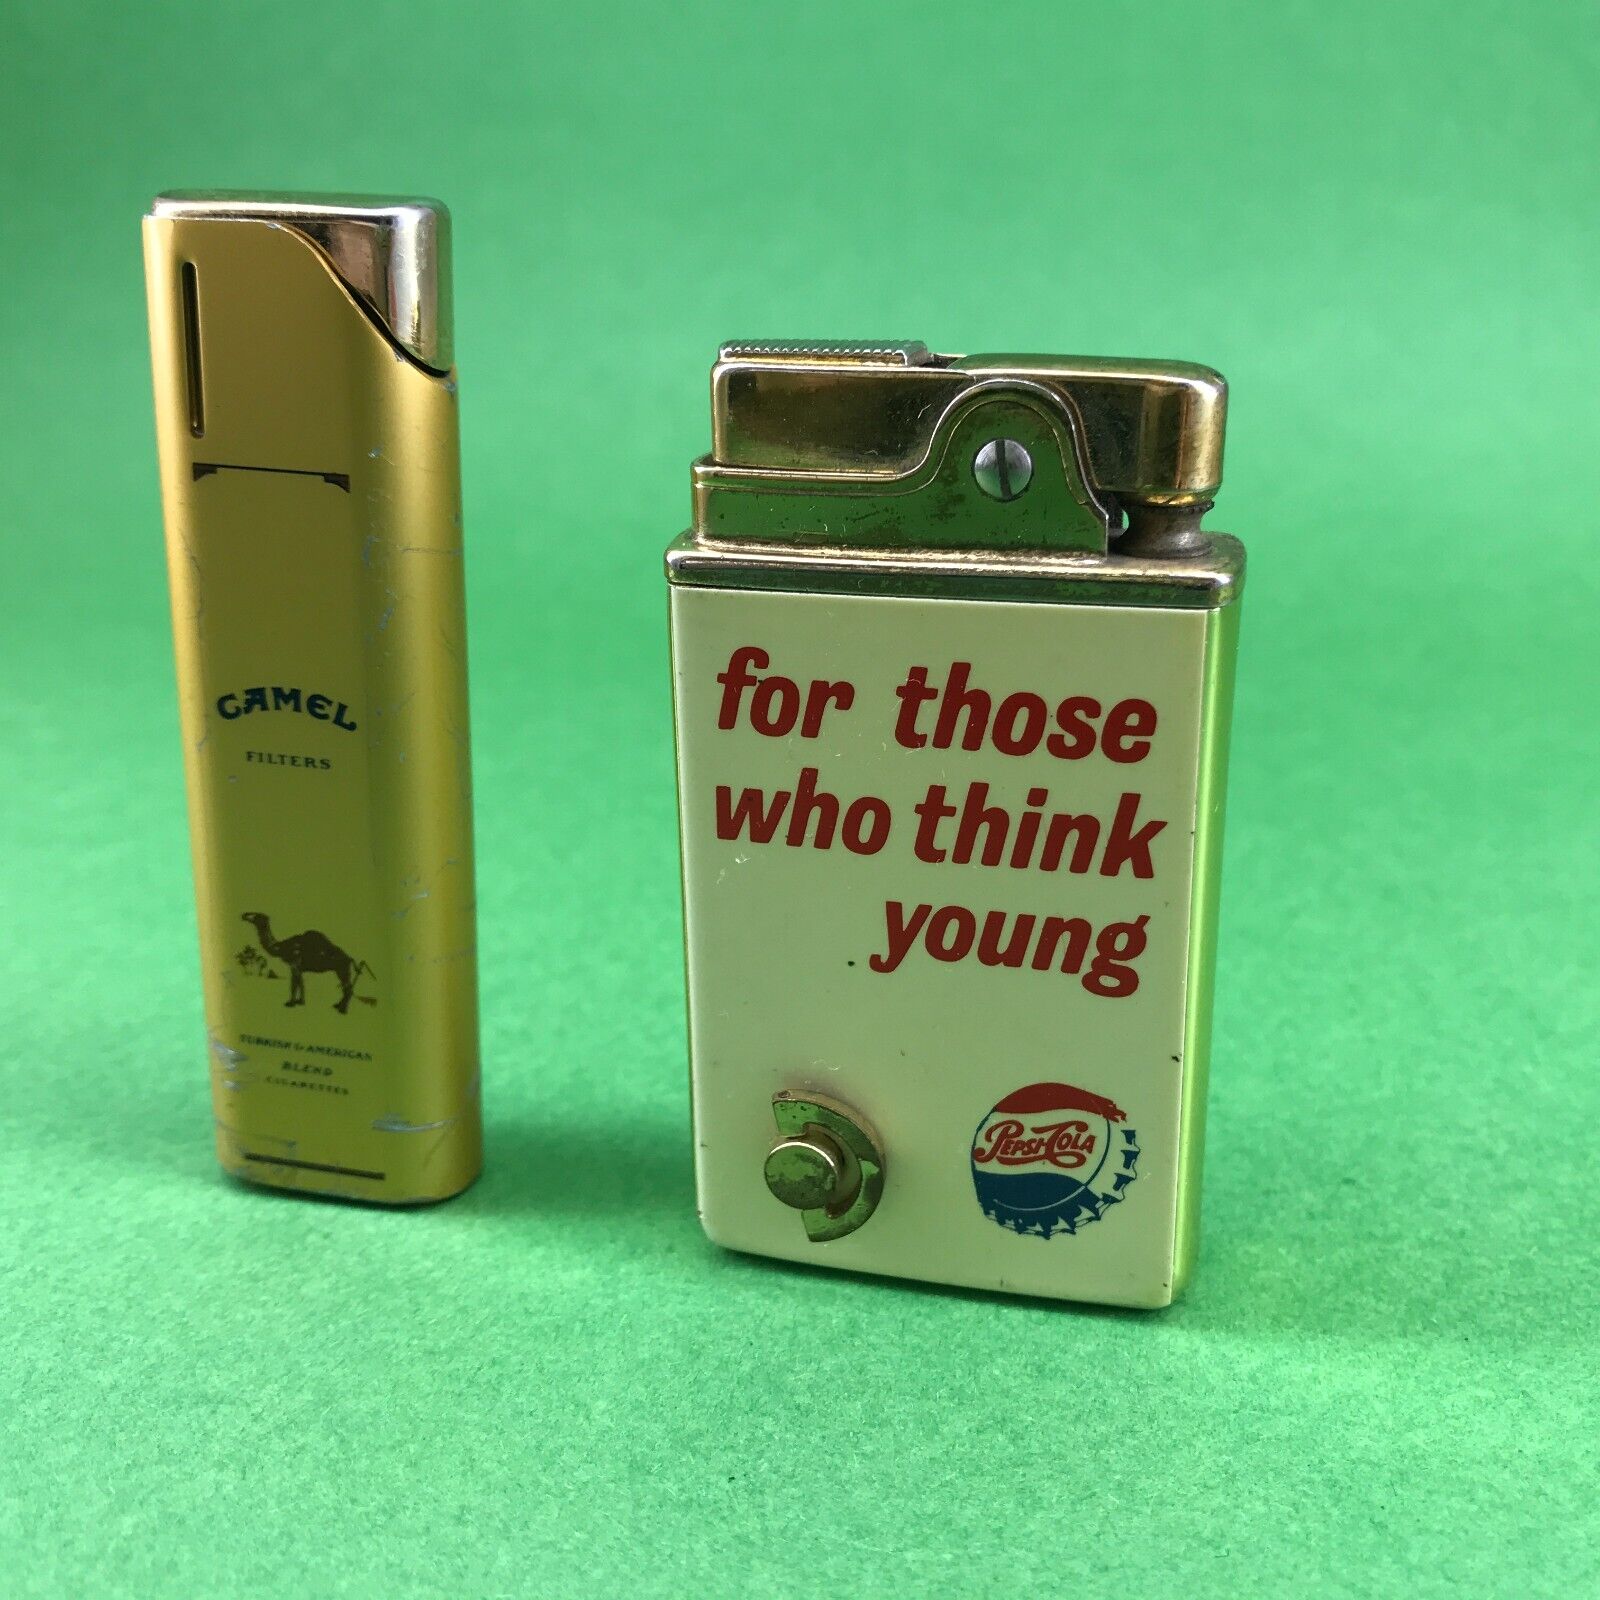 CAMEL
FILTERS
TURKISH & AMERICAN
BLEND
CIGARETTES
for those
who think
young
PEPSI-COLA